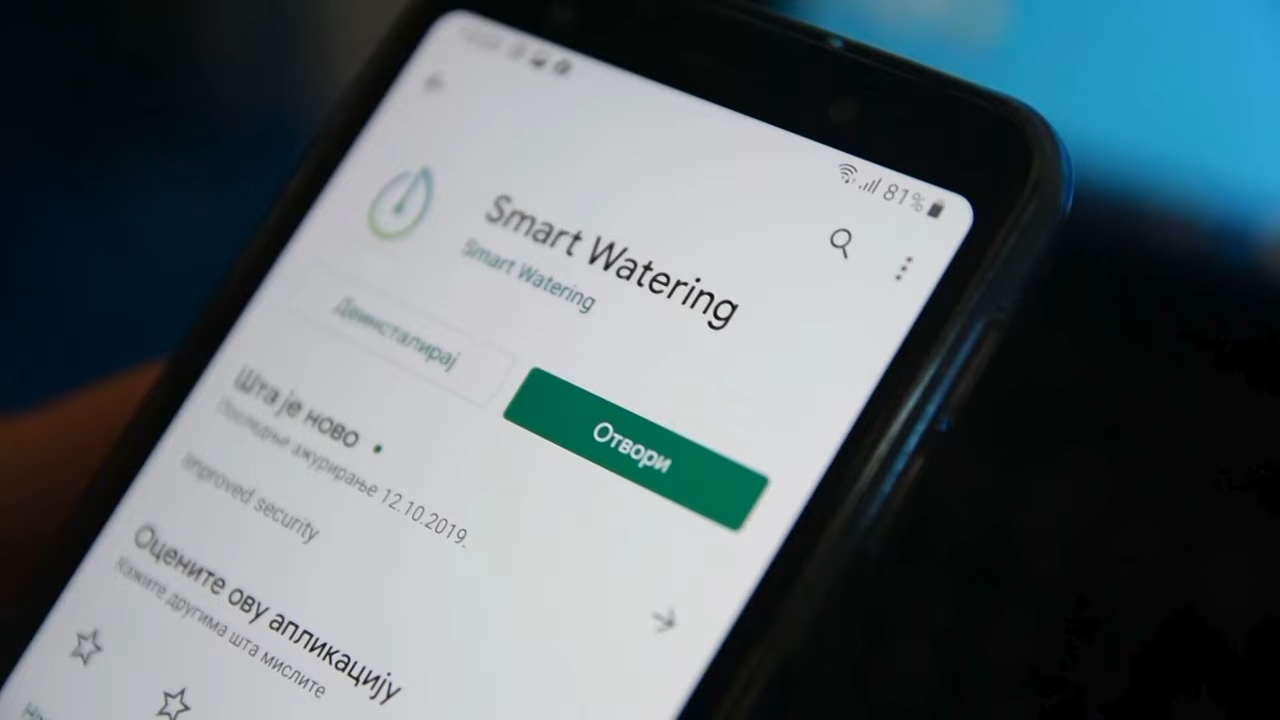 81%
Smart Watering
Smart Watering
Деинсталирај
Отвори
Шта је ново
Последње ажурирање 12.10.2019.
Improved security
Оцените ову апликацију
Кажите другима шта мислите